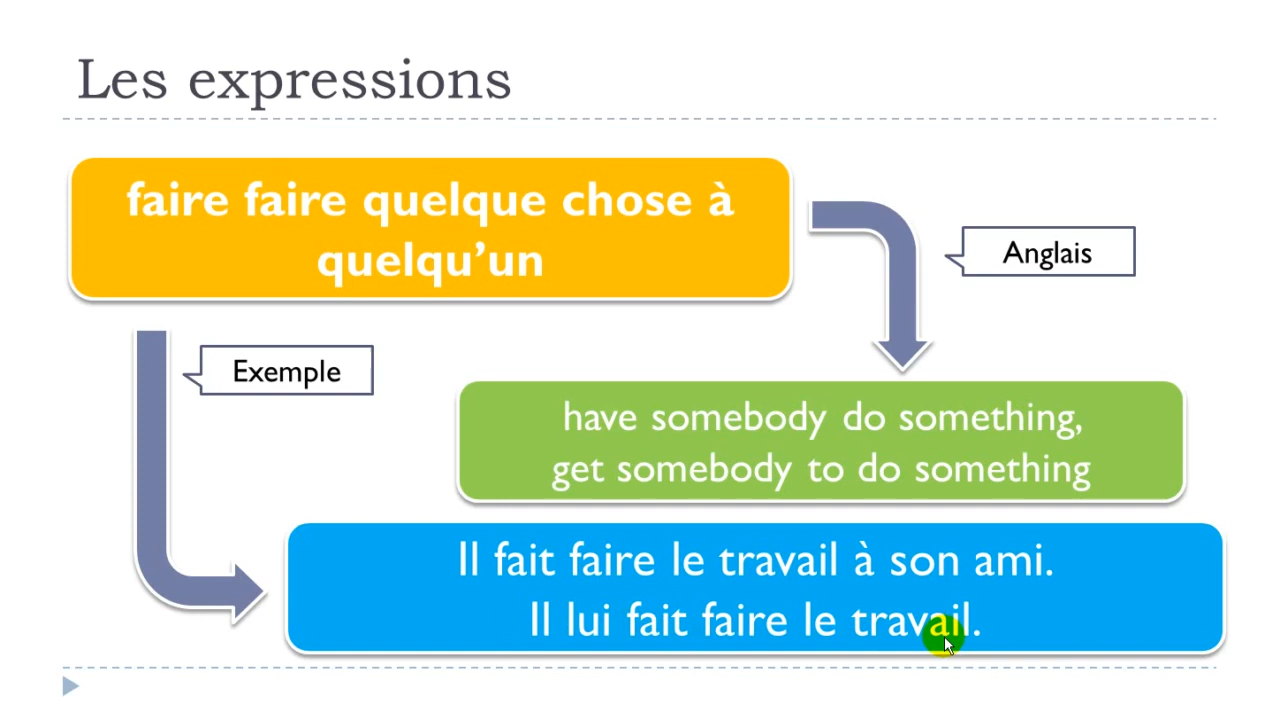 Les expressions
faire faire quelque chose à
quelqu’un
Anglais
Exemple
have somebody do something,
get somebody to do something
Il fait faire le travail à son ami.
Il lui fait faire le travail.